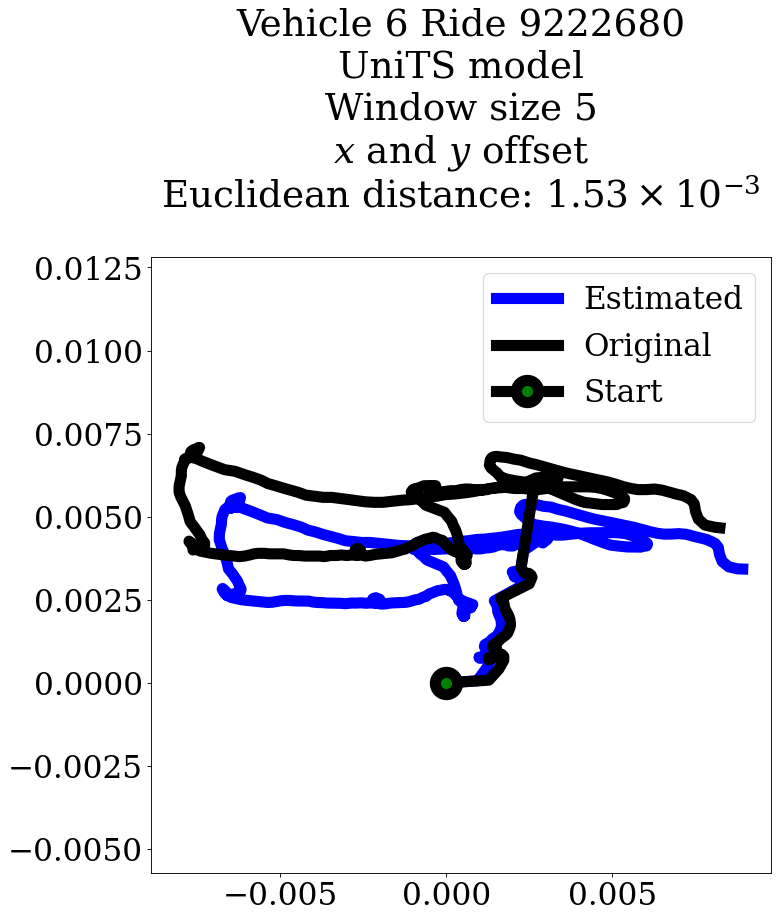 Vehicle 6 Ride 9222680
UniTS model
Window size 5
x and y offset
Euclidean distance: 1.53 × 10⁻³
Estimated
Original
Start
0.0125
0.0100
0.0075
0.0050
0.0025
0.0000
−0.0025
−0.0050
−0.005 0.000 0.005